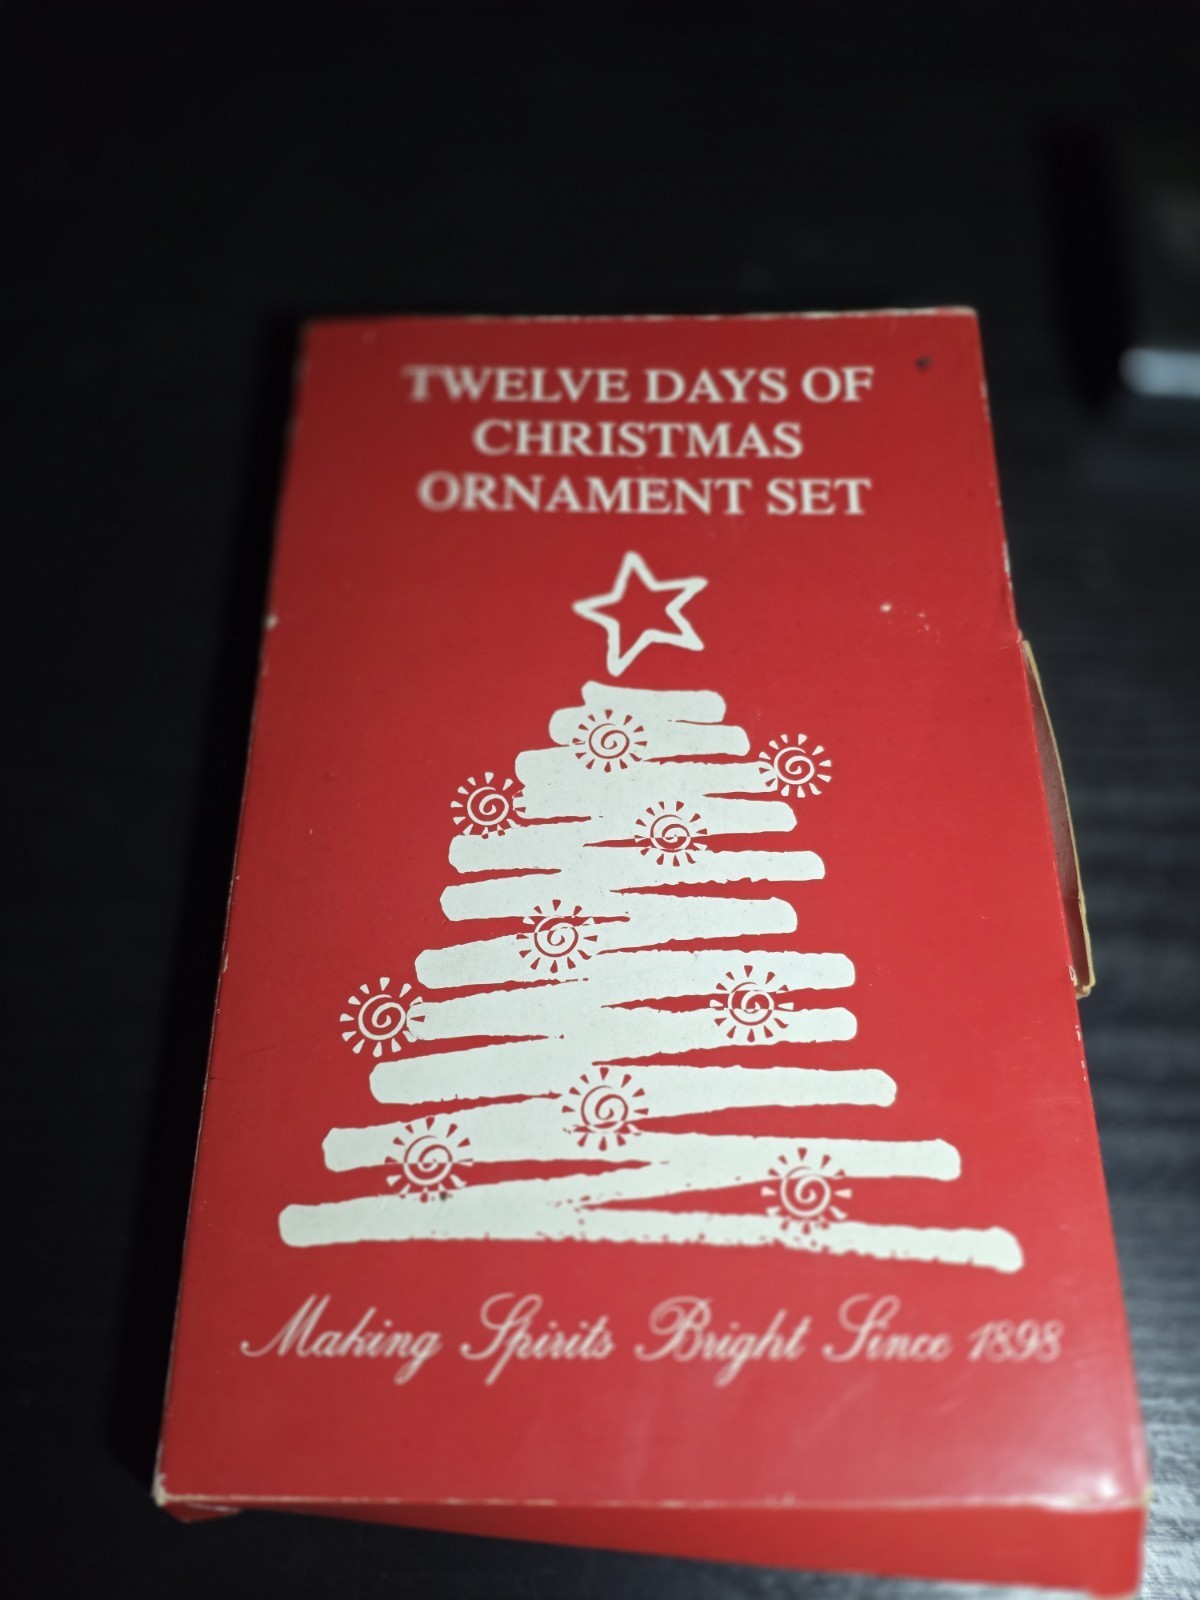 TWELVE DAYS OF
CHRISTMAS
ORNAMENT SET
Making Spirits Bright Since 1898